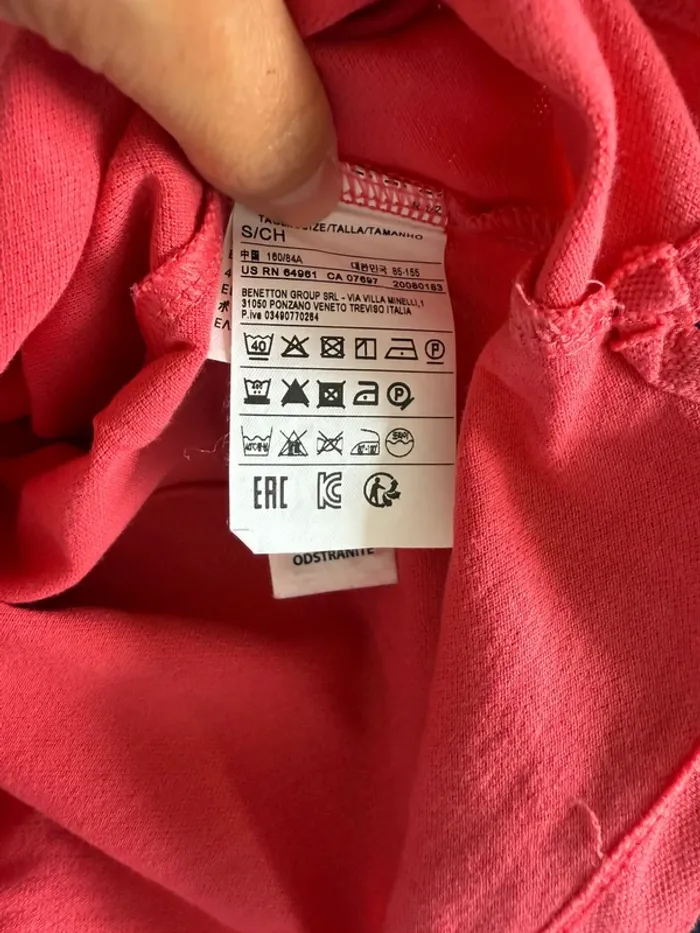 SIZE/TALLA/TAMANHO
S/CH
中国 160/84A 대한민국 85-155
US RN 64961 CA 07697 20080183
BENETTON GROUP SRL - VIA VILLA MINELLI,1
31050 PONZANO VENETO TREVISO ITALIA
P.iva 03490770264
40 P
P
EAC
ODSTRANITE